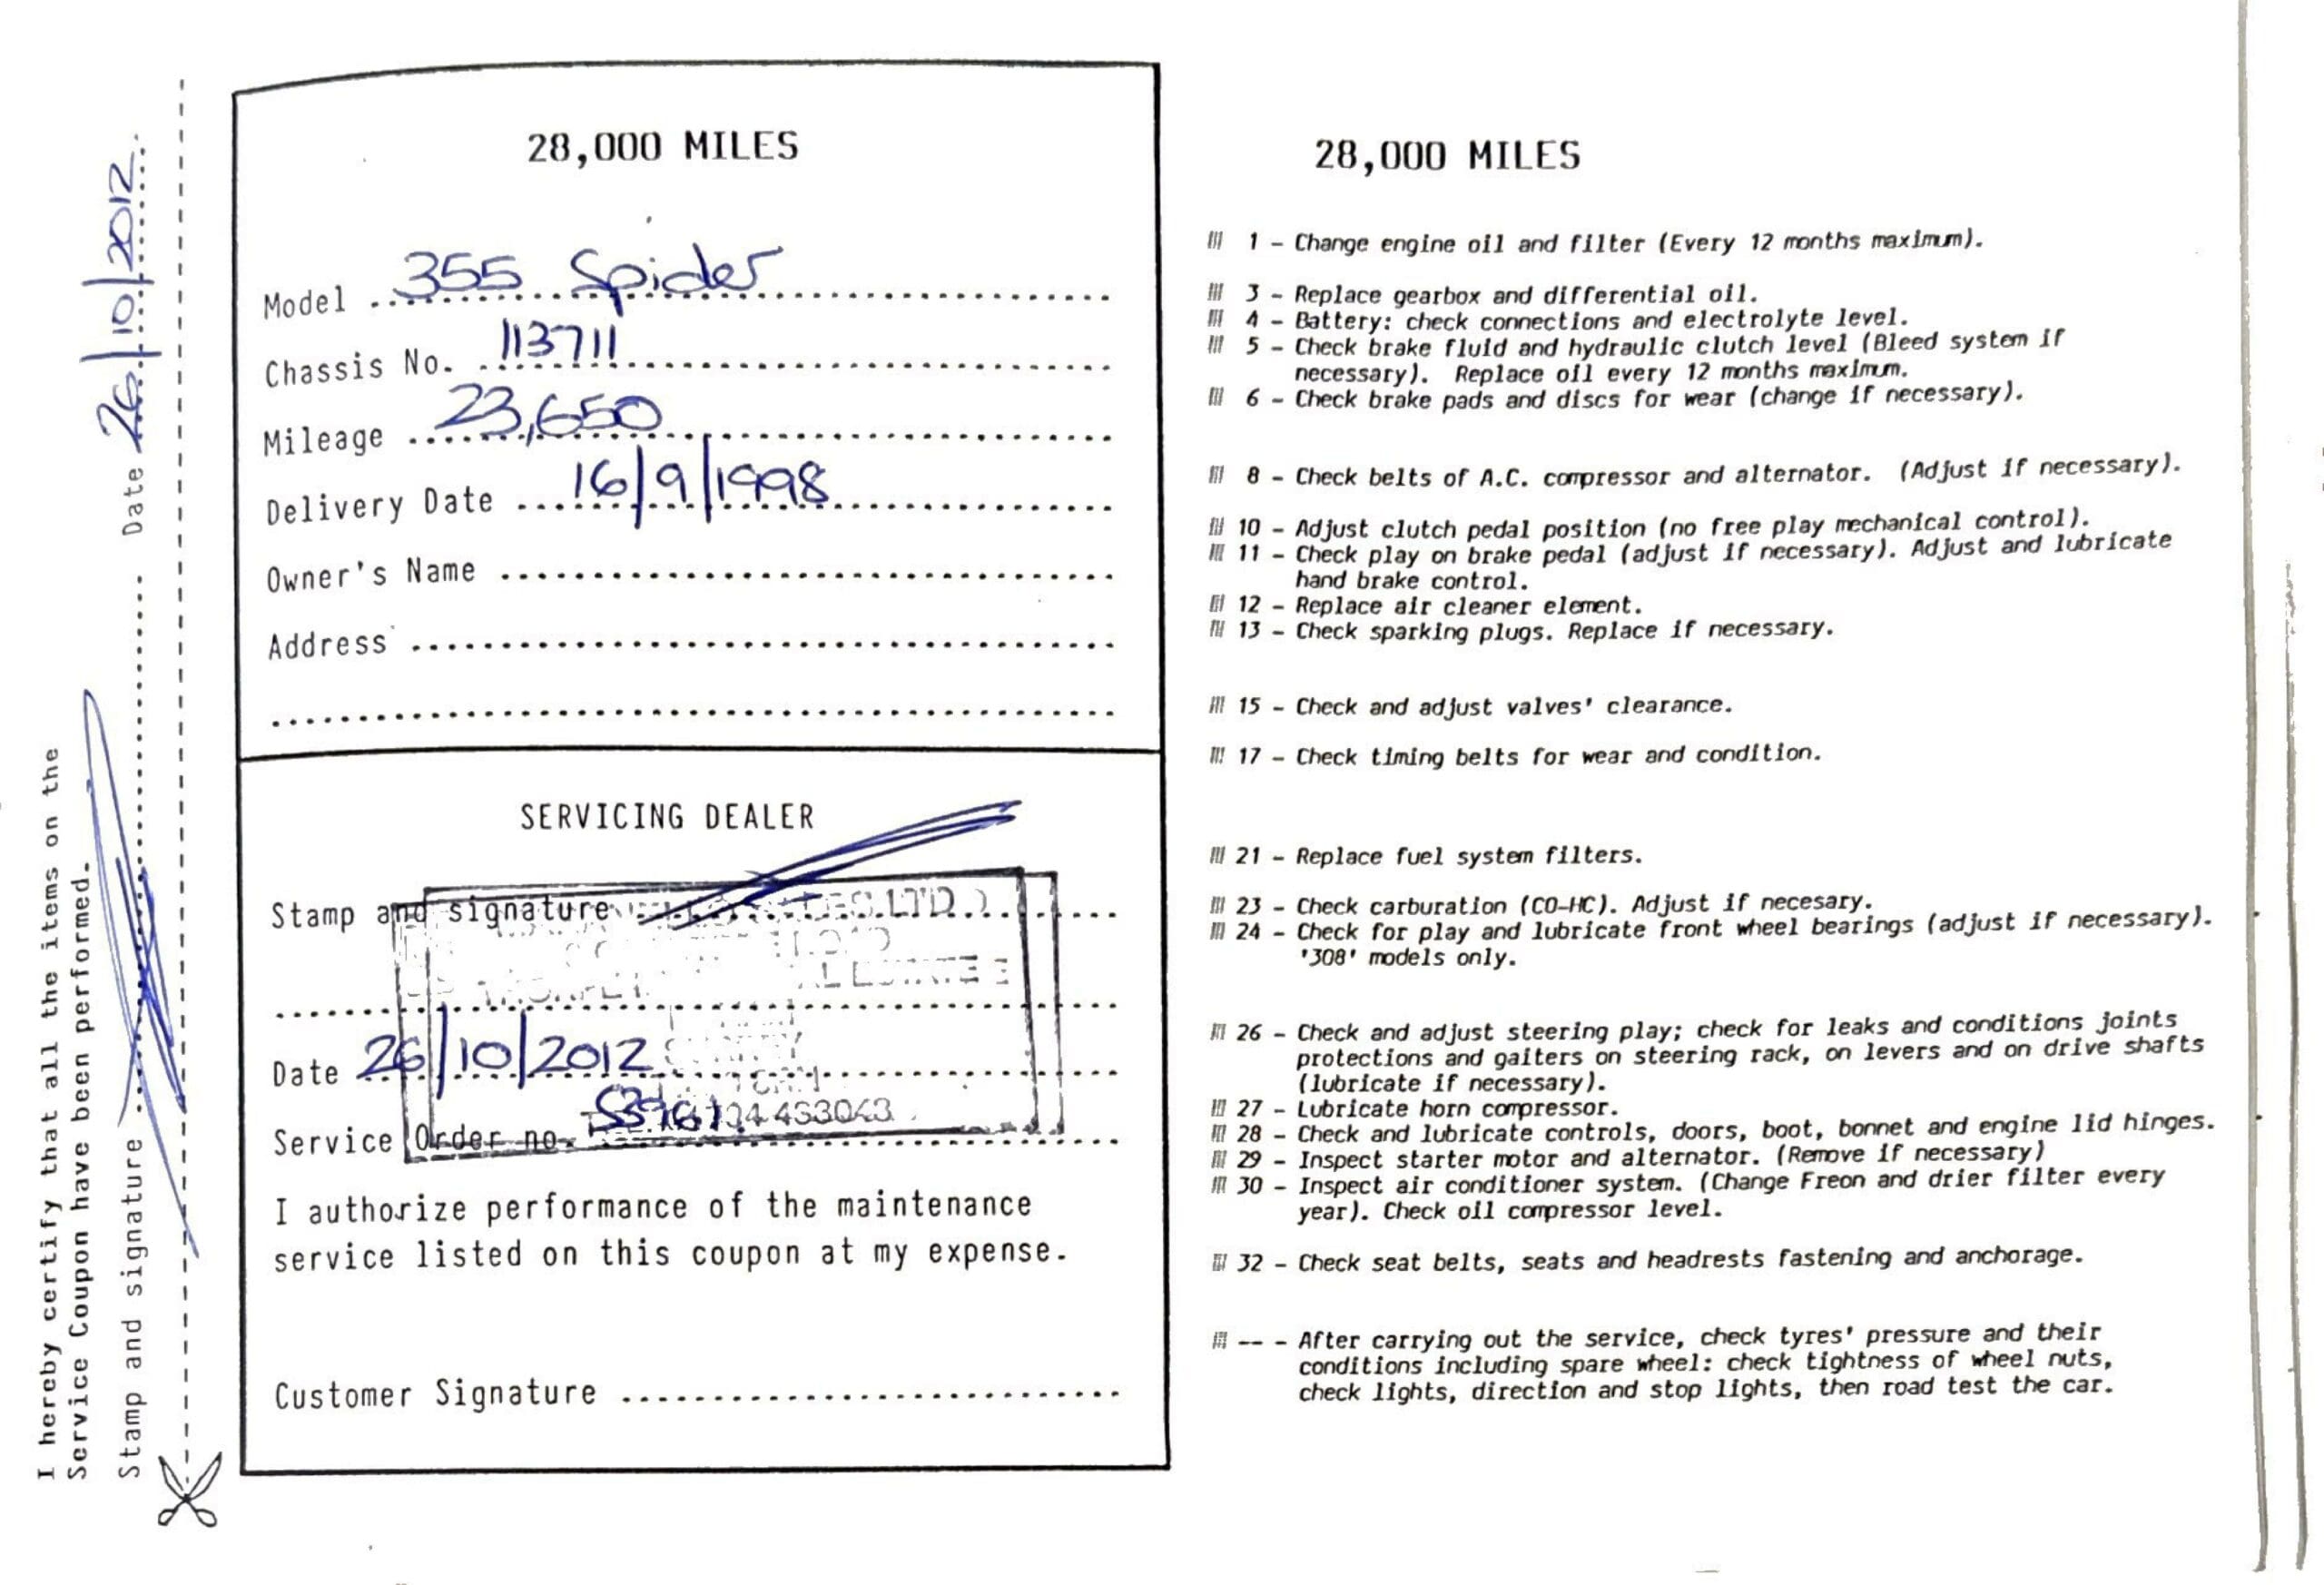 I hereby certify that all the items on the
Service Coupon have been performed.
Stamp and signature .......... Date 26/10/2012
28,000 MILES
Model 355 Spider
Chassis No. 113711
Mileage 23,650
Delivery Date 16/9/1998
Owner's Name
Address
SERVICING DEALER
Stamp and signature LTD.
Date 26/10/2012
Service Order no.
453043
I authorize performance of the maintenance
service listed on this coupon at my expense.
Customer Signature
28,000 MILES
1 - Change engine oil and filter (Every 12 months maximum).
3 - Replace gearbox and differential oil.
4 - Battery: check connections and electrolyte level.
5 - Check brake fluid and hydraulic clutch level (Bleed system if
necessary). Replace oil every 12 months maximum.
6 - Check brake pads and discs for wear (change if necessary).
8 - Check belts of A.C. compressor and alternator. (Adjust if necessary).
10 - Adjust clutch pedal position (no free play mechanical control).
11 - Check play on brake pedal (adjust if necessary). Adjust and lubricate
hand brake control.
12 - Replace air cleaner element.
13 - Check sparking plugs. Replace if necessary.
15 - Check and adjust valves' clearance.
17 - Check timing belts for wear and condition.
21 - Replace fuel system filters.
23 - Check carburation (CO-HC). Adjust if necesary.
24 - Check for play and lubricate front wheel bearings (adjust if necessary).
'308' models only.
26 - Check and adjust steering play; check for leaks and conditions joints
protections and gaiters on steering rack, on levers and on drive shafts
(lubricate if necessary).
27 - Lubricate horn compressor.
28 - Check and lubricate controls, doors, boot, bonnet and engine lid hinges.
29 - Inspect starter motor and alternator. (Remove if necessary)
30 - Inspect air conditioner system. (Change Freon and drier filter every
year). Check oil compressor level.
32 - Check seat belts, seats and headrests fastening and anchorage.
-- - After carrying out the service, check tyres' pressure and their
conditions including spare wheel: check tightness of wheel nuts,
check lights, direction and stop lights, then road test the car.